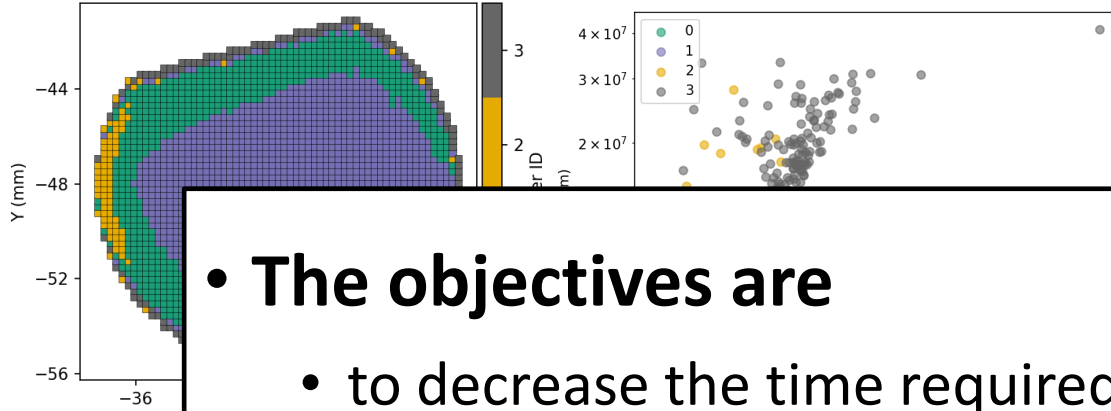 3
2
er ID
−44
−48
−52
−56
Y (mm)
−36
0
1
2
3
4 × 10⁷
3 × 10⁷
2 × 10⁷
m)
• The objectives are
• to decrease the time required